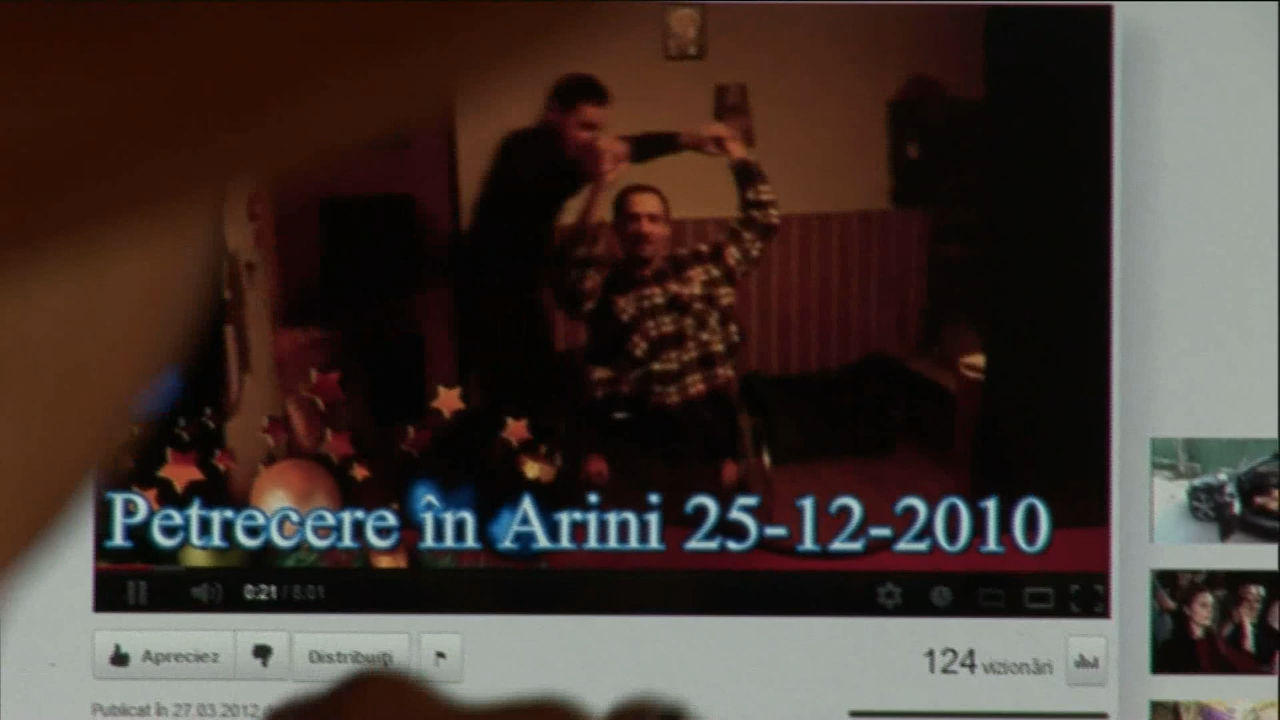 Petrecere în Arini 25-12-2010
0:21 / 8:01
Apreciez
Distribuiți
124 vizionări
Publicat în 27.03.2012